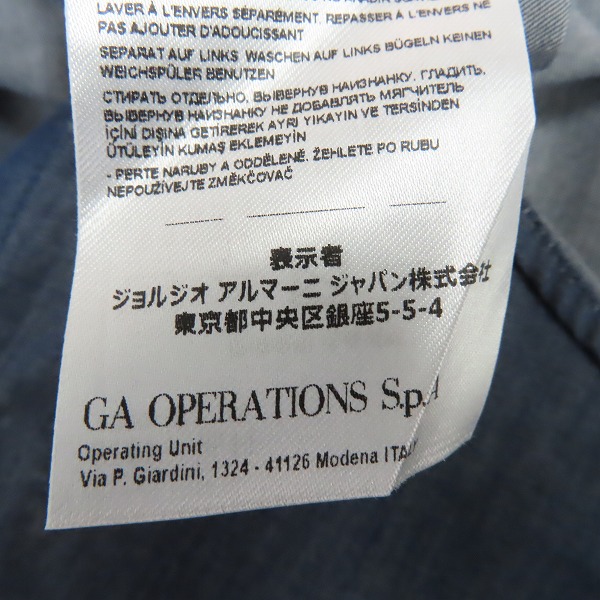 LAVER À L'ENVERS SÉPARÉMENT. REPASSER À L'ENVERS NE
PAS AJOUTER D'ADOUCISSANT
SEPARAT AUF LINKS WASCHEN AUF LINKS BÜGELN KEINEN
WEICHSPÜLER BENUTZEN
СТИРАТЬ ОТДЕЛЬНО, ВЫВЕРНУВ НАИЗНАНКУ. ГЛАДИТЬ,
ВЫВЕРНУВ НАИЗНАНКУ НЕ ДОБАВЛЯТЬ МЯГЧИТЕЛЬ
İÇİNİ DIŞINA GETİREREK AYRI YIKAYIN VE TERSİNDEN
ÜTÜLEYİN KUMAŞ EKLEMEYİN
- PERTE NARUBY A ODDĚLENĚ. ŽEHLETE PO RUBU
NEPOUŽÍVEJTE ZMĚKČOVAČ
表示者
ジョルジオ アルマーニ ジャパン株式会社
東京都中央区銀座5-5-4
GA OPERATIONS S.p.A
Operating Unit
Via P. Giardini, 1324 - 41126 Modena ITA